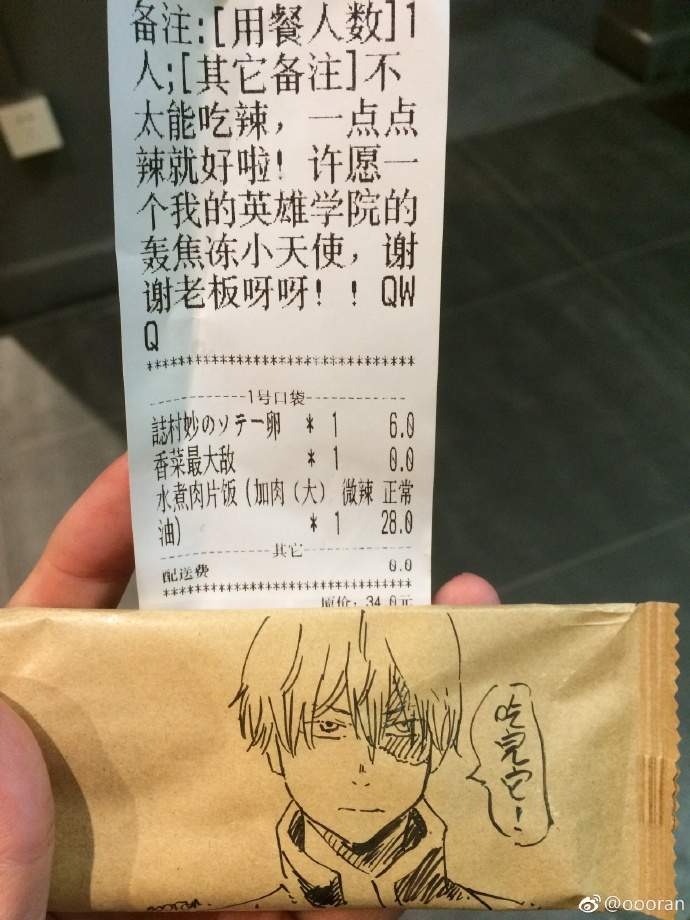 备注:[用餐人数]1
人;[其它备注]不
太能吃辣，一点点
辣就好啦！许愿一
个我的英雄学院的
轰焦冻小天使，谢
谢老板呀呀！！QW
Q
********************************
1号口袋
誌村妙のソテー卵 * 1 6.0
香菜最大敌 * 1 0.0
水煮肉片饭(加肉(大) 微辣 正常
油) * 1 28.0
其它
配送费 0.0
********************************
原价：34.0元
吃完它！
@oooran